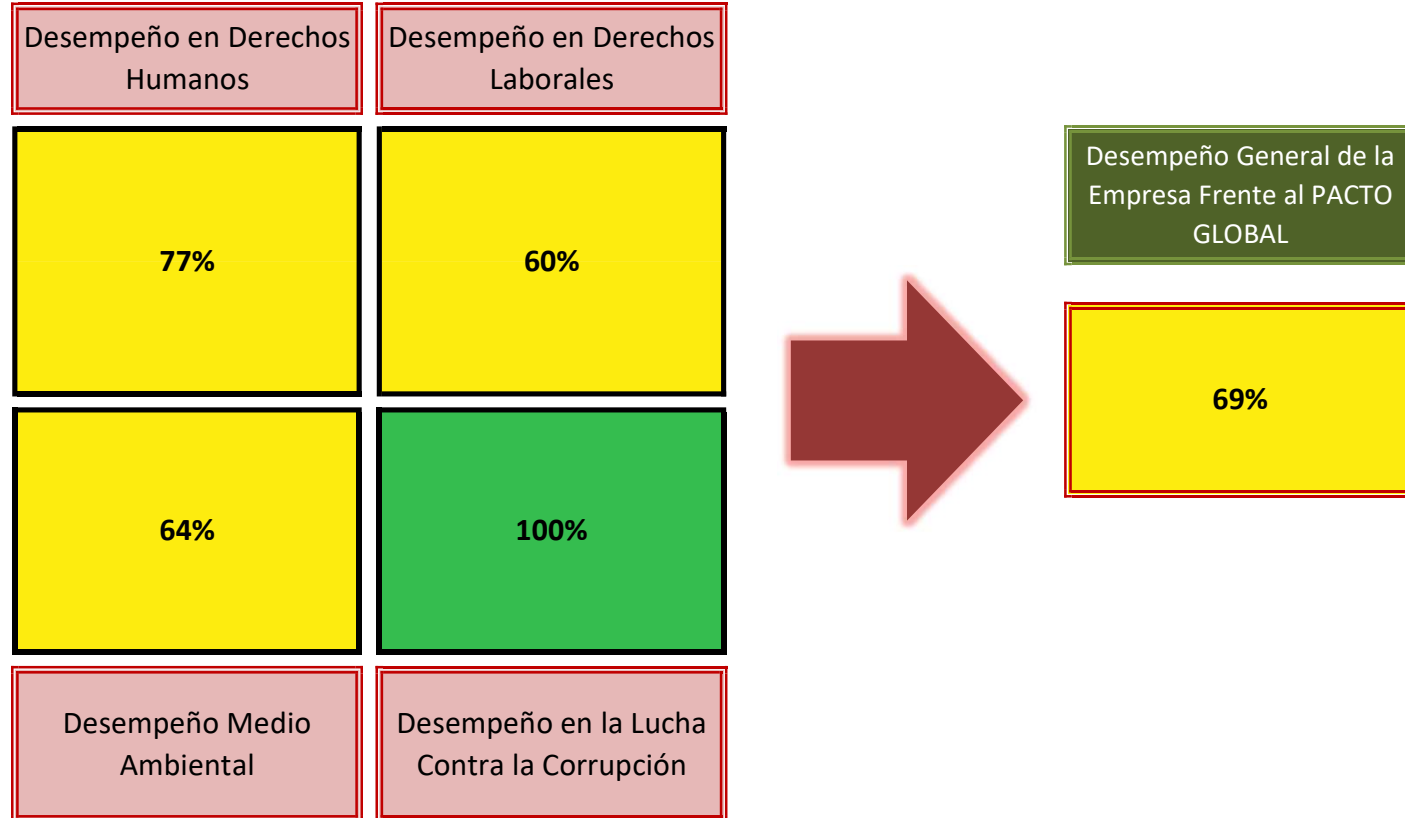 Desempeño en Derechos
Humanos
Desempeño en Derechos
Laborales
77%
60%
64%
100%
Desempeño Medio
Ambiental
Desempeño en la Lucha
Contra la Corrupción
Desempeño General de la
Empresa Frente al PACTO
GLOBAL
69%